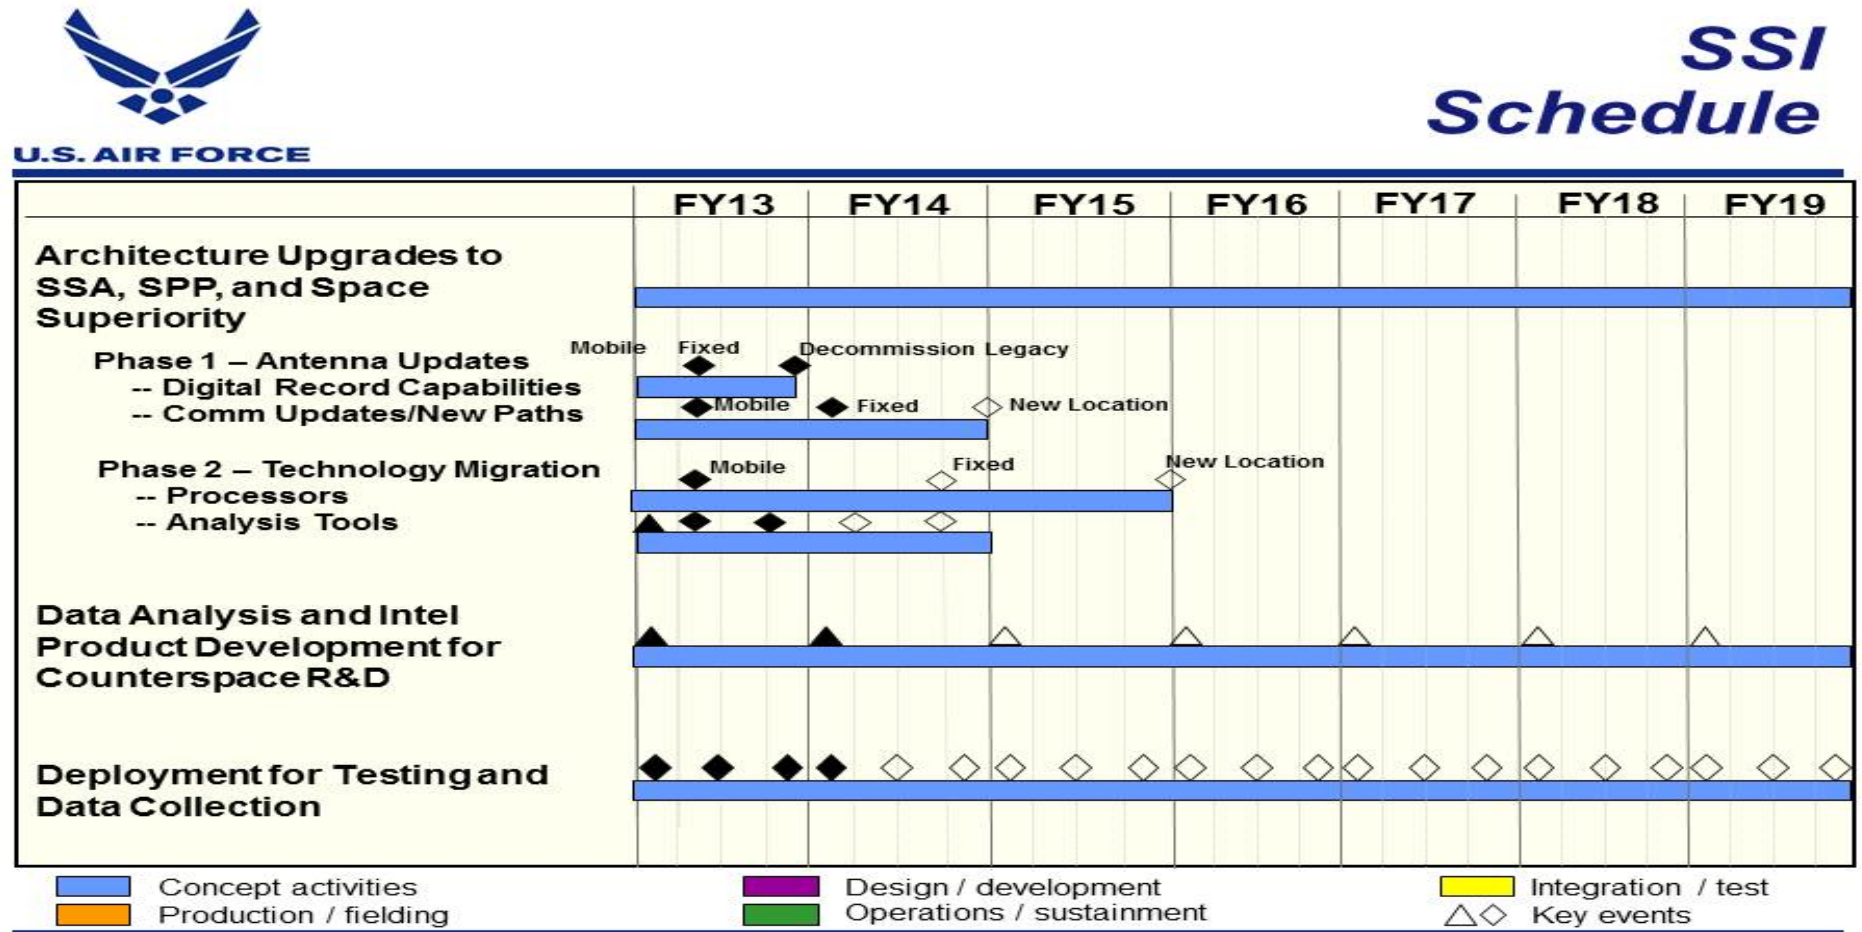 SSI
Schedule
U.S. AIR FORCE
FY13 FY14 FY15 FY16 FY17 FY18 FY19
Architecture Upgrades to
SSA, SPP, and Space
Superiority
Mobile Fixed Decommission Legacy
Phase 1 – Antenna Updates
-- Digital Record Capabilities
-- Comm Updates/New Paths
Mobile Fixed New Location
Phase 2 – Technology Migration
Mobile Fixed New Location
-- Processors
-- Analysis Tools
Data Analysis and Intel
Product Development for
Counterspace R&D
Deployment for Testing and
Data Collection
Concept activities Design / development Integration / test
Production / fielding Operations / sustainment Key events